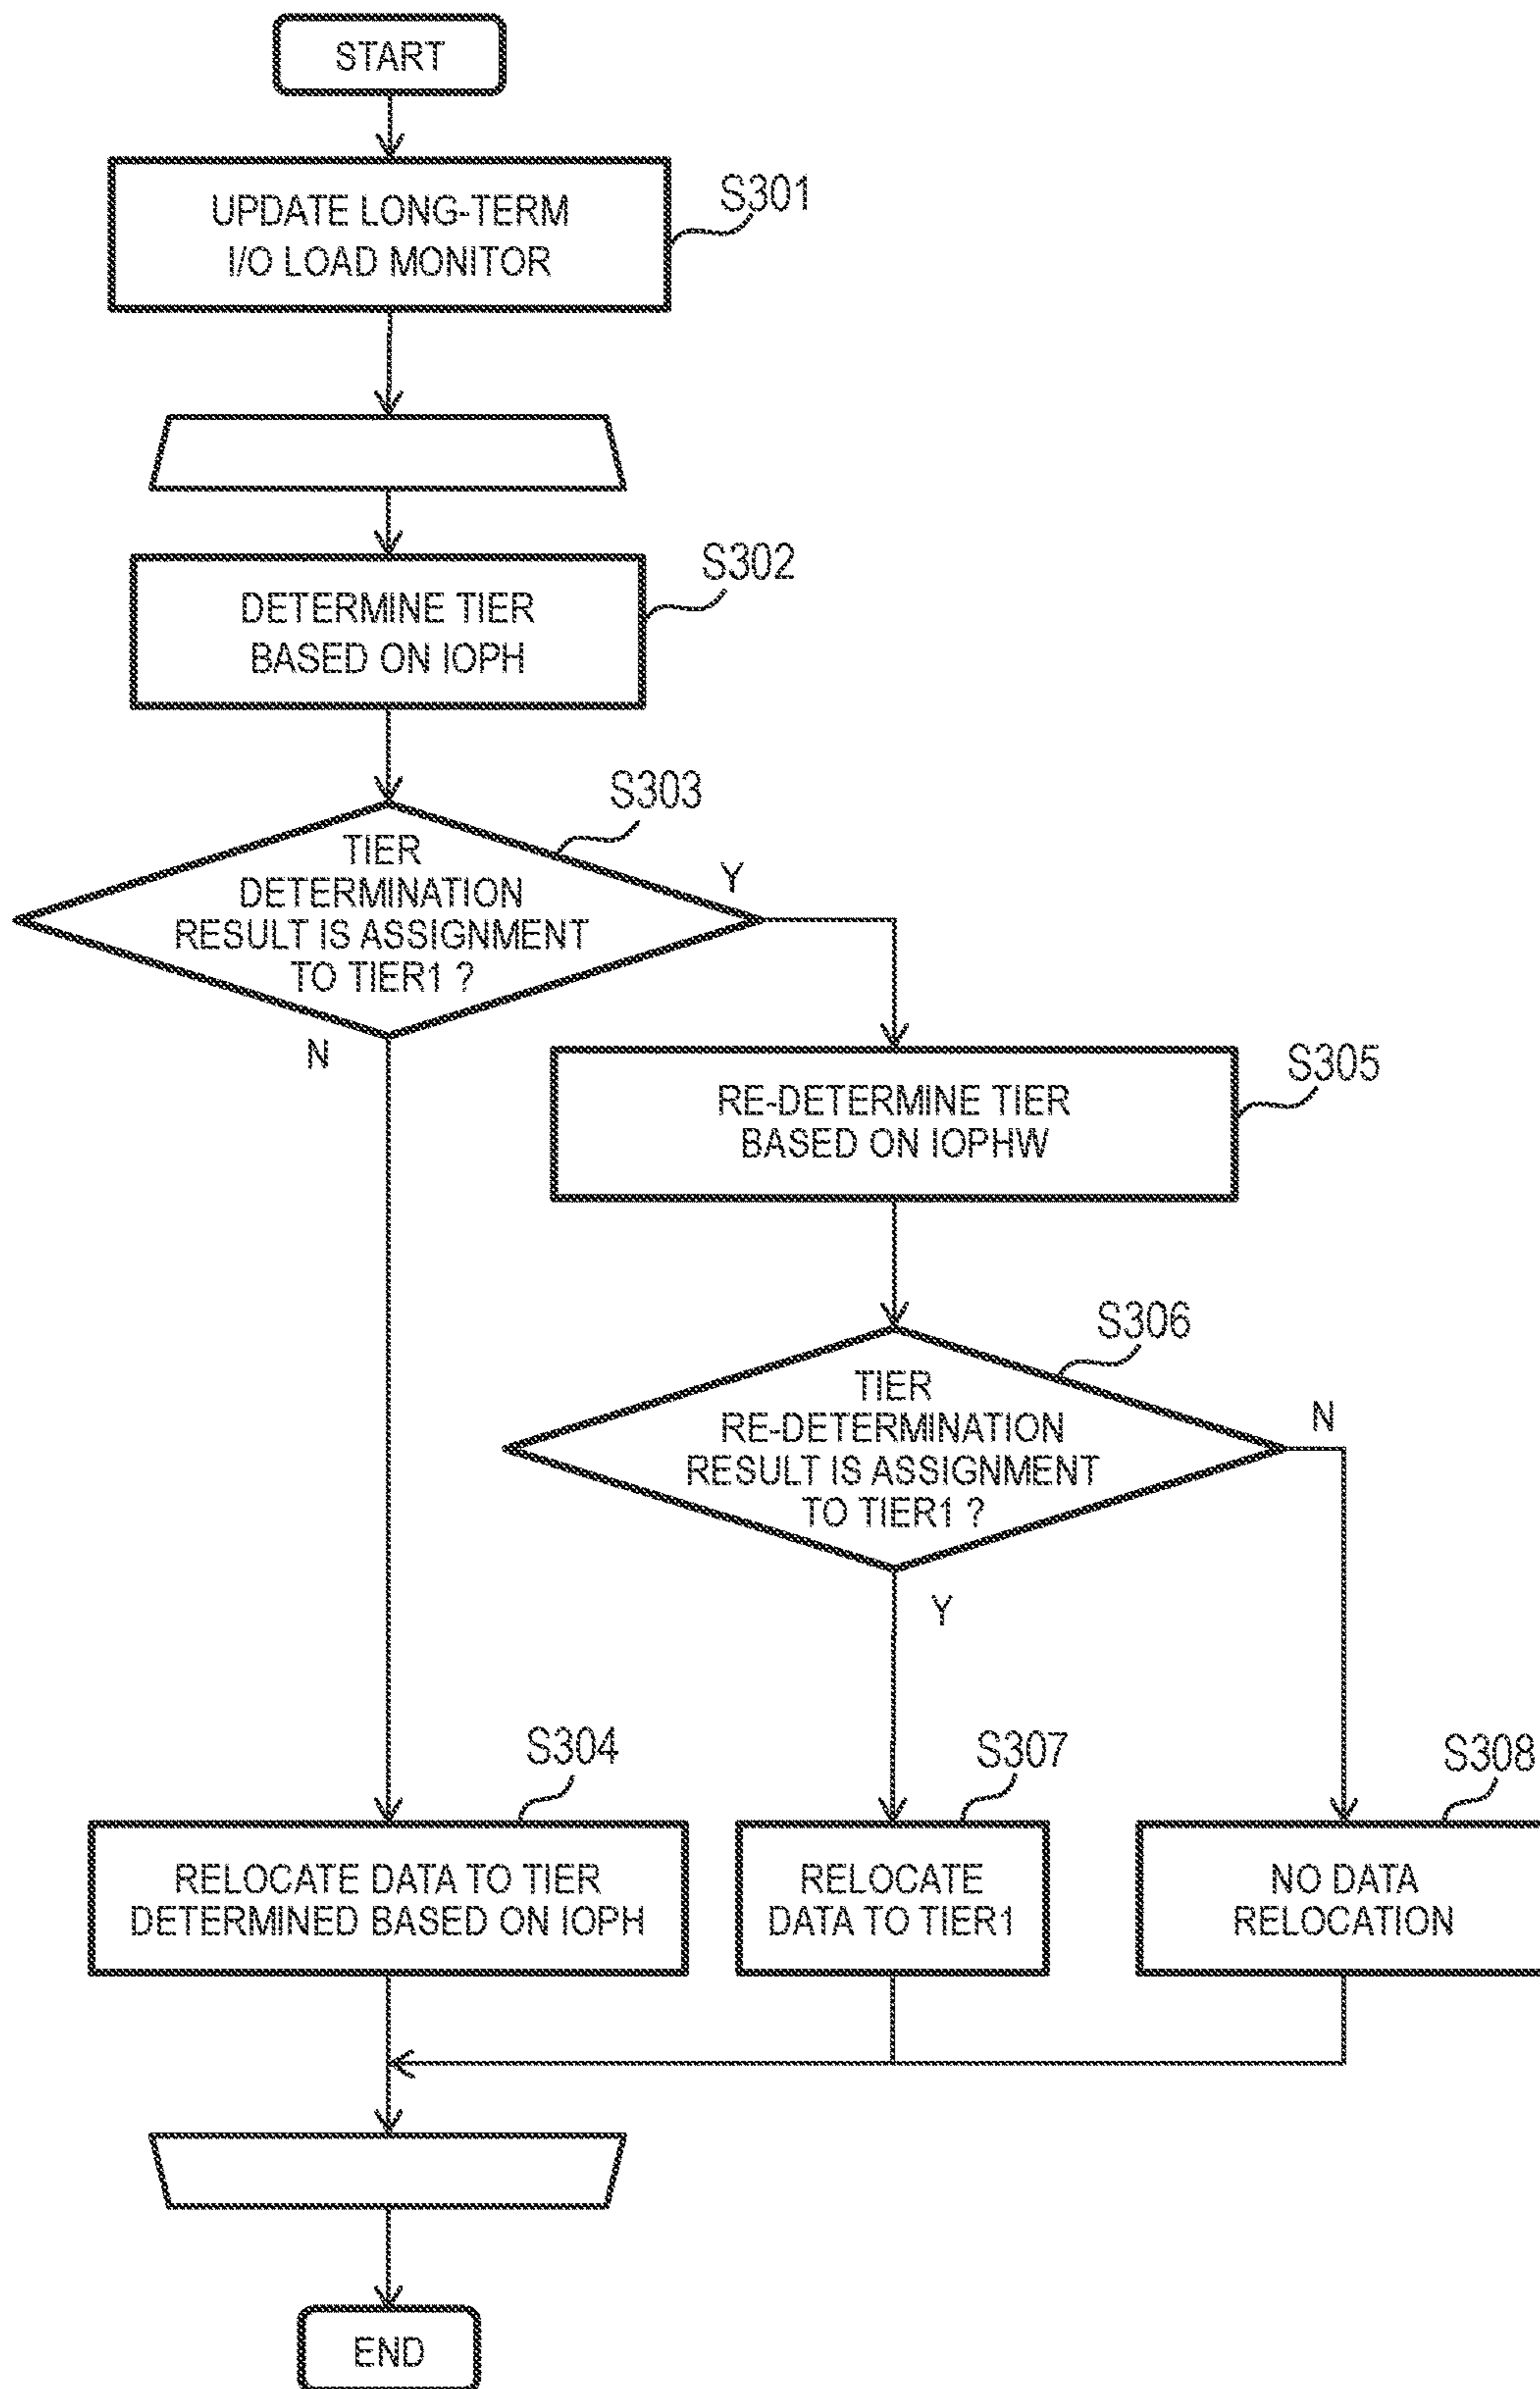 START
UPDATE LONG-TERM
I/O LOAD MONITOR
S301
DETERMINE TIER
BASED ON IOPH
S302
TIER
DETERMINATION
RESULT IS ASSIGNMENT
TO TIER1 ?
S303
Y
N
RE-DETERMINE TIER
BASED ON IOPHW
S305
TIER
RE-DETERMINATION
RESULT IS ASSIGNMENT
TO TIER1 ?
S306
N
Y
S304
RELOCATE DATA TO TIER
DETERMINED BASED ON IOPH
S307
RELOCATE
DATA TO TIER1
S308
NO DATA
RELOCATION
END